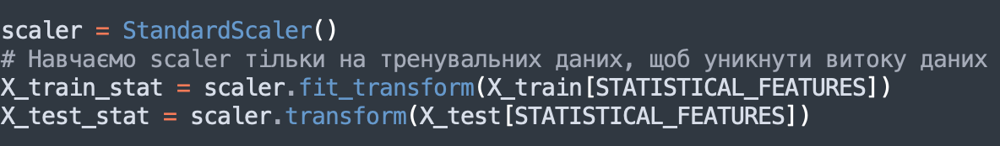 scaler = StandardScaler()
# Навчаємо scaler тільки на тренувальних даних, щоб уникнути витоку даних
X_train_stat = scaler.fit_transform(X_train[STATISTICAL_FEATURES])
X_test_stat = scaler.transform(X_test[STATISTICAL_FEATURES])